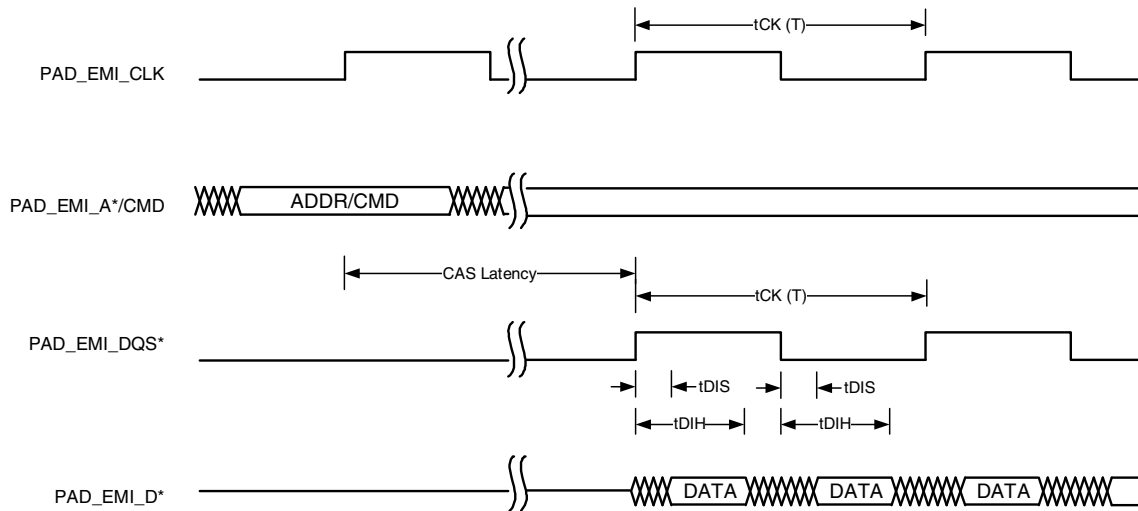 tCK (T)
PAD_EMI_CLK
PAD_EMI_A*/CMD
ADDR/CMD
CAS Latency
tCK (T)
PAD_EMI_DQS*
tDIS
tDIS
tDIH
tDIH
PAD_EMI_D*
DATA
DATA
DATA